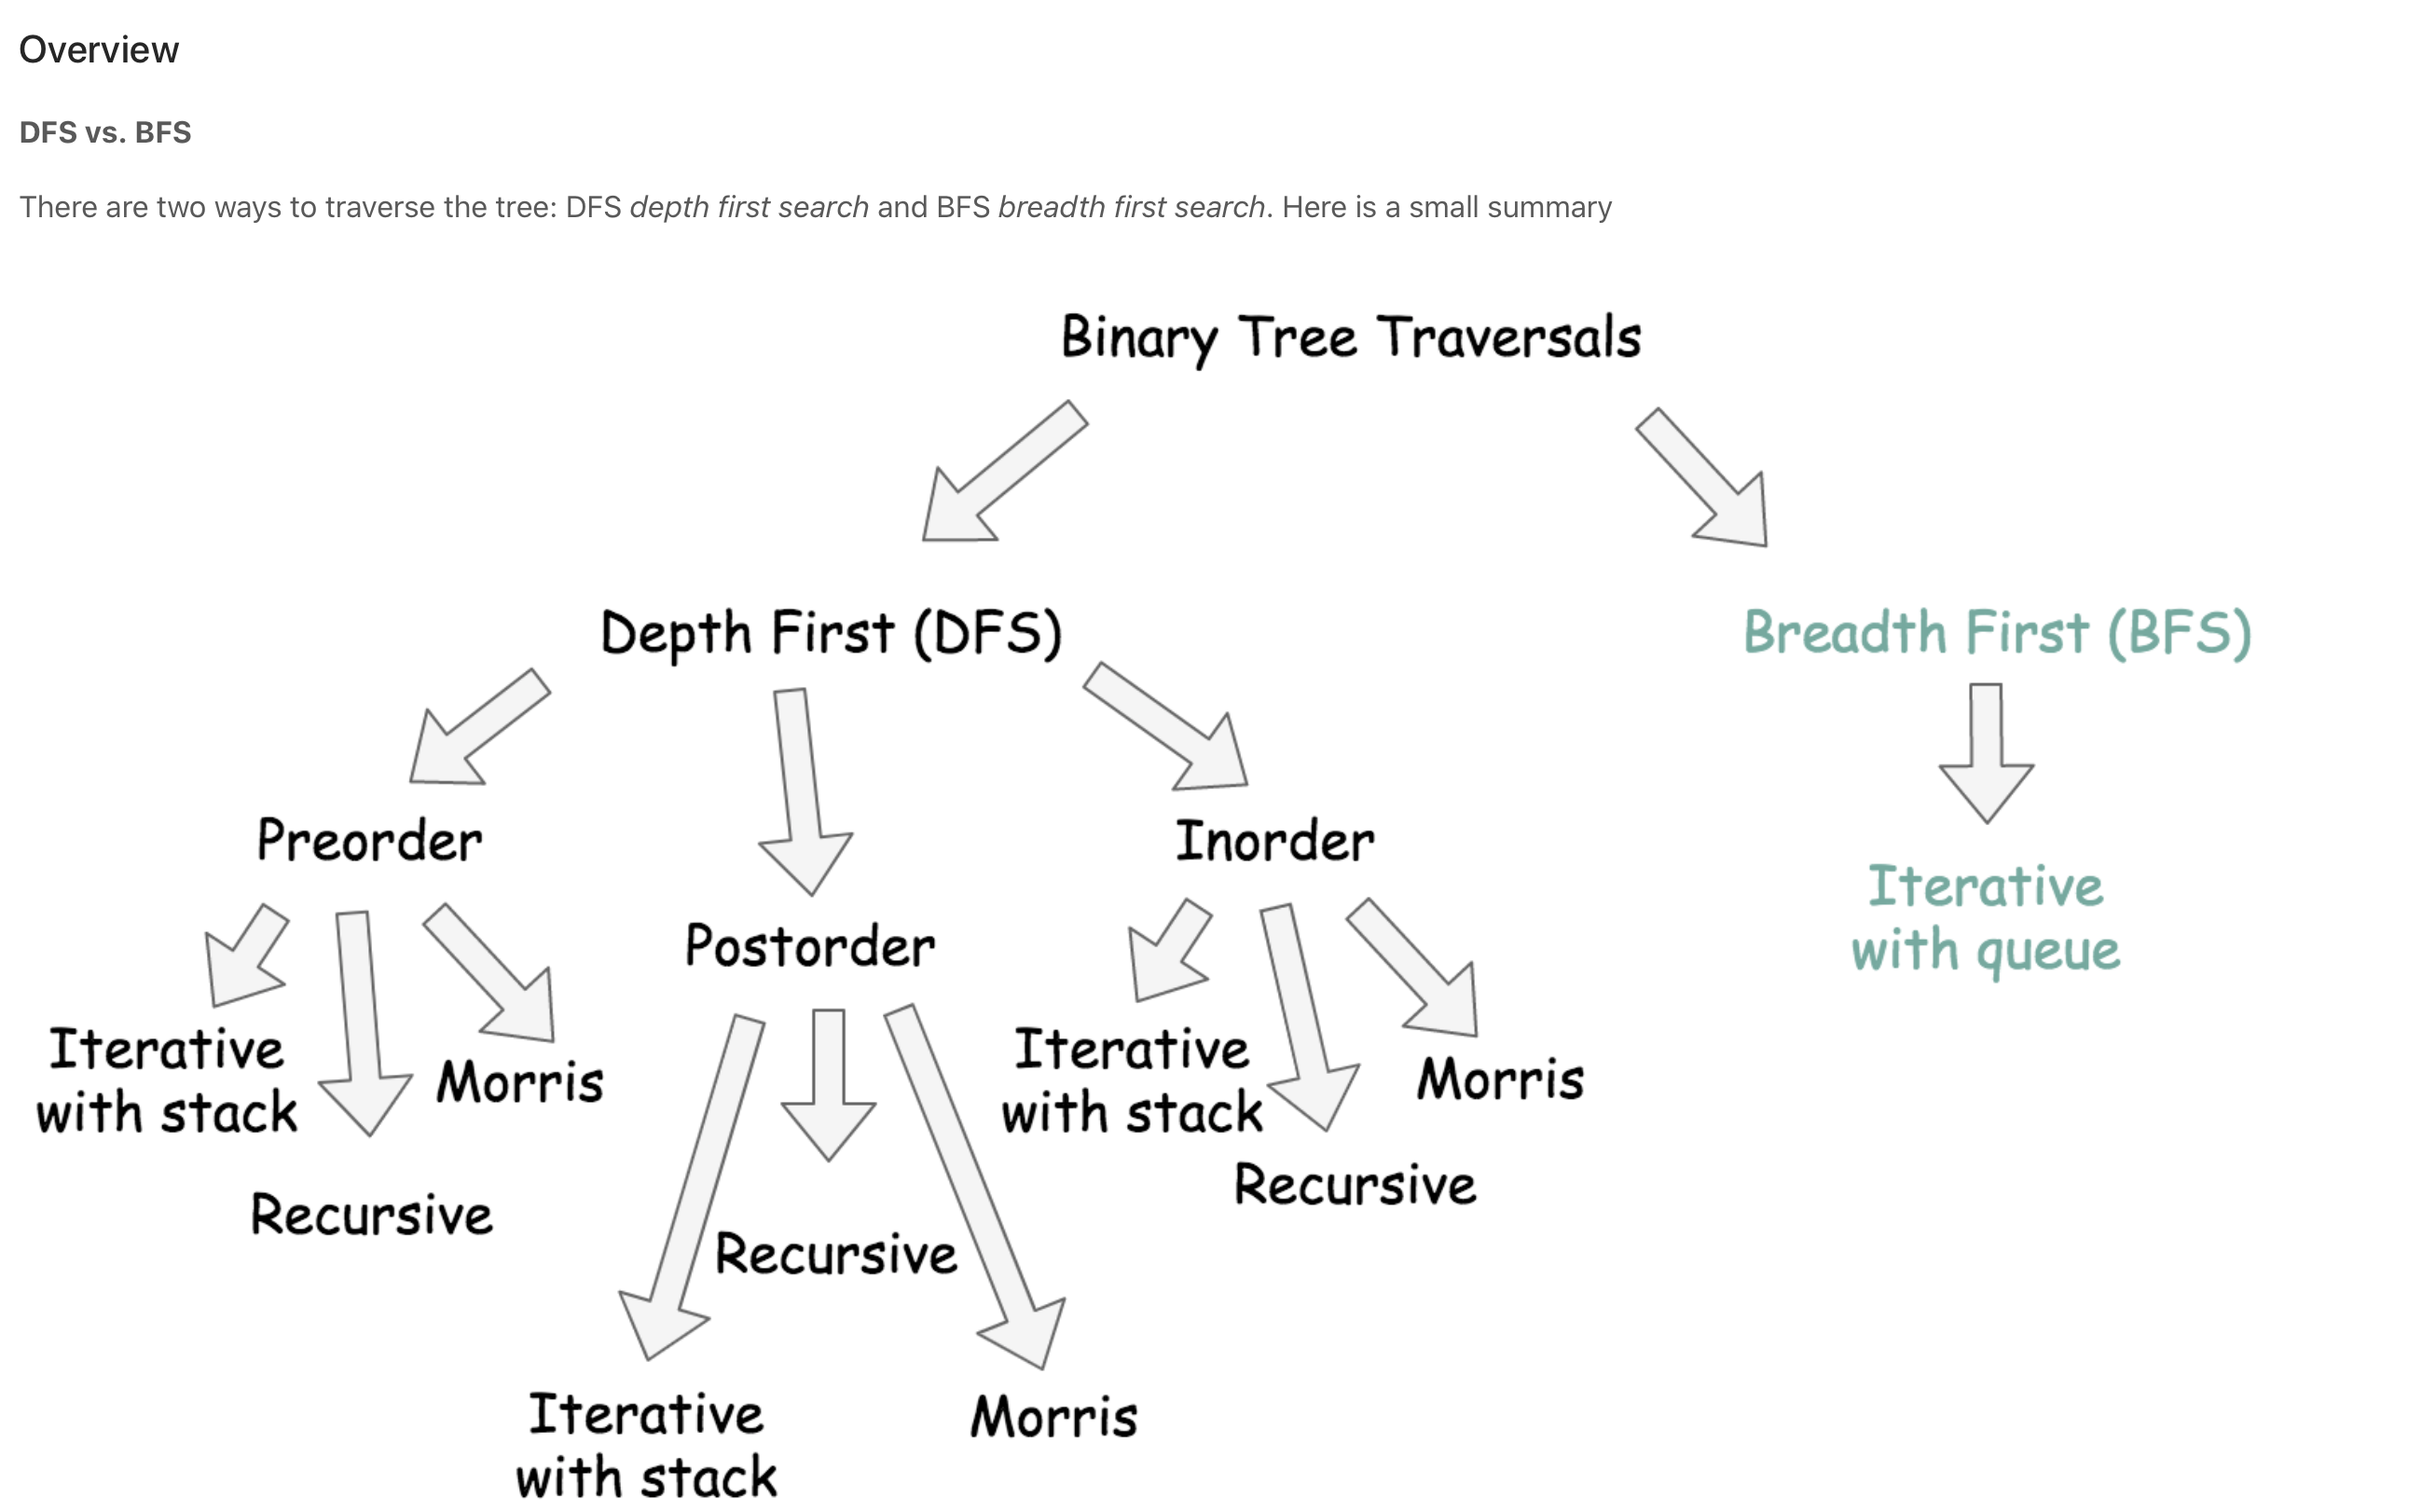 Overview
DFS vs. BFS
There are two ways to traverse the tree: DFS depth first search and BFS breadth first search. Here is a small summary
Binary Tree Traversals
Depth First (DFS)
Breadth First (BFS)
Preorder
Postorder
Inorder
Iterative
with queue
Iterative
with stack
Morris
Recursive
Recursive
Iterative
with stack
Morris
Iterative
with stack
Morris
Recursive